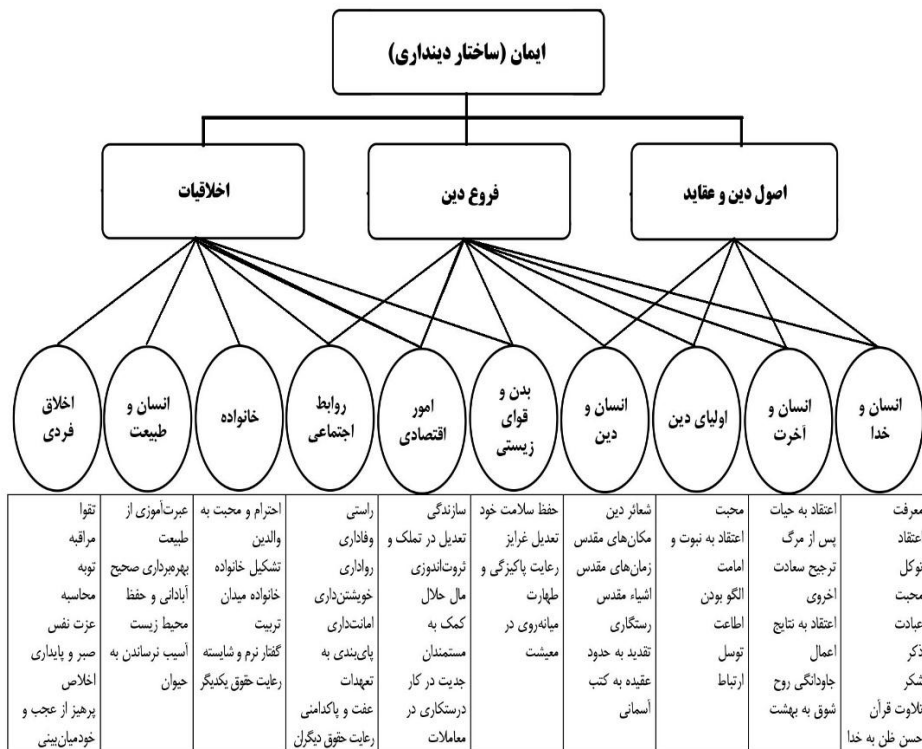 ایمان (ساختار دینداری)
اصول دین و عقاید
فروع دین
اخلاقیات
انسان و
خدا
انسان و
آخرت
اولیای دین
انسان و
دین
بدن و
قوای
زیستی
امور
اقتصادی
روابط
اجتماعی
خانواده
انسان و
طبیعت
اخلاق
فردی
معرفت
اعتقاد
توکل
محبت
عبادت
ذکر
شکر
تلاوت قرآن
حسن ظن به خدا
اعتقاد به حیات
پس از مرگ
ترجیح سعادت
اخروی
اعتقاد به نتایج
اعمال
جاودانگی روح
شوق به بهشت
محبت
اعتقاد به نبوت و
امامت
الگو بودن
اطاعت
توسل
ارتباط
شعائر دین
مکان‌های مقدس
زمان‌های مقدس
اشیاء مقدس
رستگاری
تقدید به حدود
عقیده به کتب
آسمانی
حفظ سلامت خود
تعدیل غرایز
رعایت پاکیزگی و
طهارت
میانه‌روی در
معیشت
سازندگی
تعدیل در تملک و
ثروت‌اندوزی
مال حلال
کمک به
مستمندان
جدیت در کار
درستکاری در
معاملات
راستی
وفاداری
رواداری
خویشتن‌داری
امانت‌داری
پای‌بندی به
تعهدات
عفت و پاکدامنی
رعایت حقوق دیگران
احترام و محبت به
والدین
تشکیل خانواده
خانواده میدان
تربیت
گفتار نرم و شایسته
رعایت حقوق یکدیگر
عبرت‌آموزی از
طبیعت
بهره‌برداری صحیح
آبادانی و حفظ
محیط زیست
آسیب نرساندن به
حیوان
تقوا
مراقبه
توبه
محاسبه
عزت نفس
صبر و پایداری
اخلاص
پرهیز از عجب و
خودمیان‌بینی